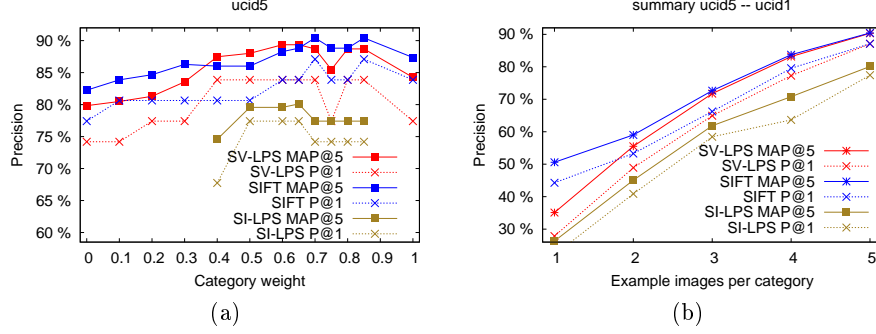 ucid5
90 %
85 %
80 %
75 %
70 %
65 %
60 %
Precision
SV-LPS MAP@5
SV-LPS P@1
SIFT MAP@5
SIFT P@1
SI-LPS MAP@5
SI-LPS P@1
0 0.1 0.2 0.3 0.4 0.5 0.6 0.7 0.8 0.9 1
Category weight
(a)
summary ucid5 -- ucid1
90 %
80 %
70 %
60 %
50 %
40 %
30 %
Precision
SV-LPS MAP@5
SV-LPS P@1
SIFT MAP@5
SIFT P@1
SI-LPS MAP@5
SI-LPS P@1
1 2 3 4 5
Example images per category
(b)